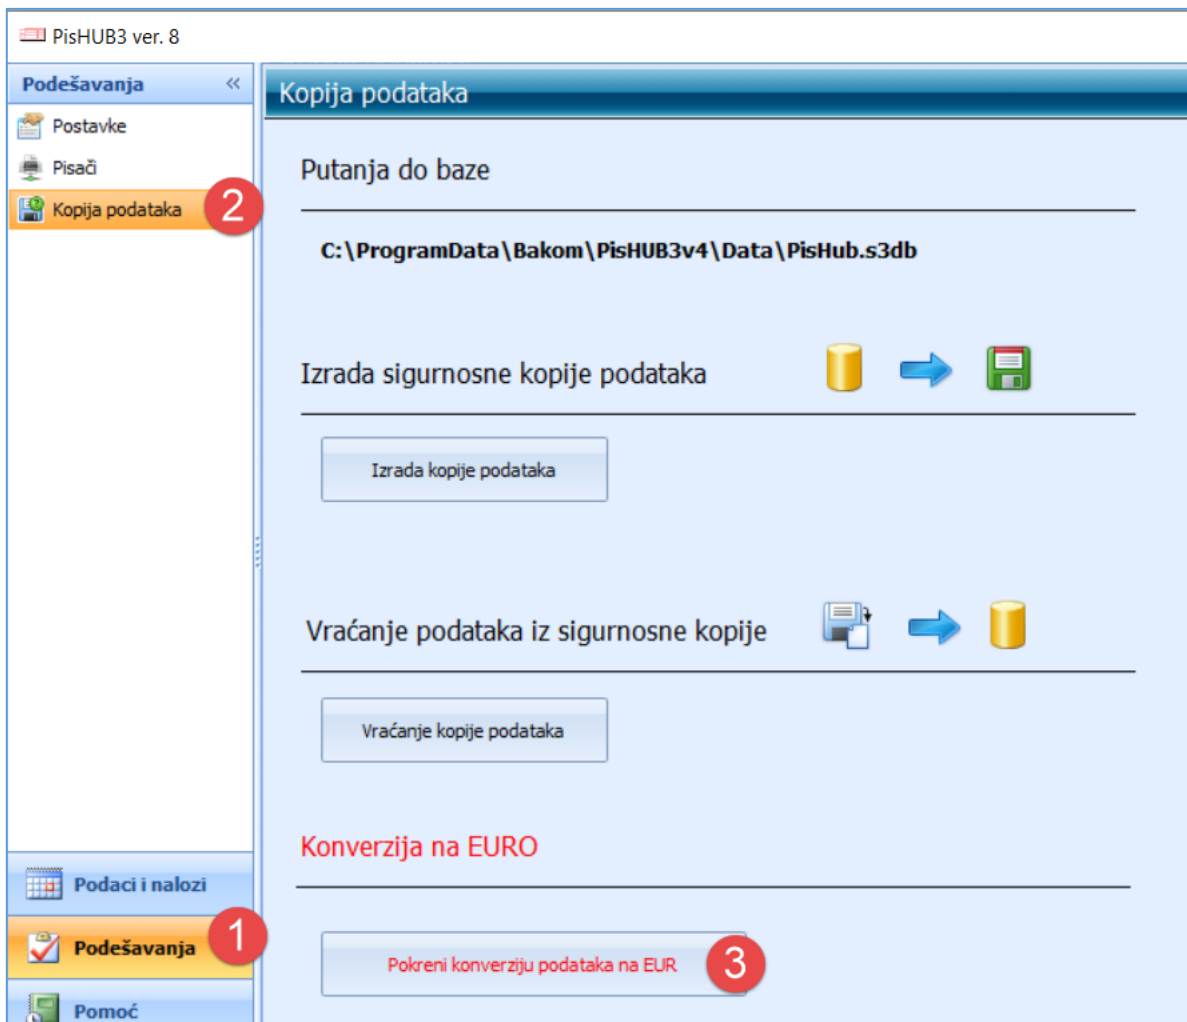 PisHUB3 ver. 8
Podešavanja «
Postavke
Pisači
Kopija podataka 2
Podaci i nalozi
Podešavanja 1
Pomoć
Kopija podataka
Putanja do baze
C:\ProgramData\Bakom\PisHUB3v4\Data\PisHub.s3db
Izrada sigurnosne kopije podataka
Izrada kopije podataka
Vraćanje podataka iz sigurnosne kopije
Vraćanje kopije podataka
Konverzija na EURO
Pokreni konverziju podataka na EUR 3